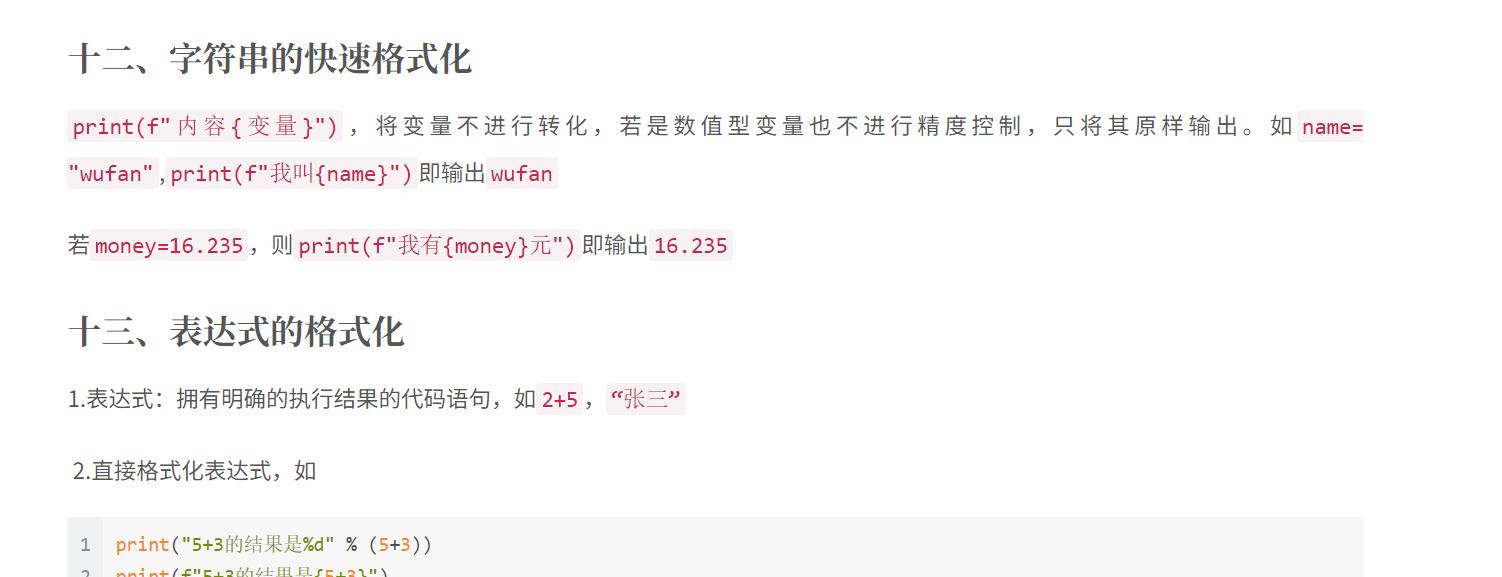 十二、字符串的快速格式化
print(f"内容{变量}")，将变量不进行转化，若是数值型变量也不进行精度控制，只将其原样输出。如name=
"wufan",print(f"我叫{name}")即输出wufan
若money=16.235，则print(f"我有{money}元")即输出16.235
十三、表达式的格式化
1.表达式：拥有明确的执行结果的代码语句，如2+5，“张三”
2.直接格式化表达式，如
1 print("5+3的结果是%d" % (5+3))
2 print(f"5+3的结果是{5+3}")